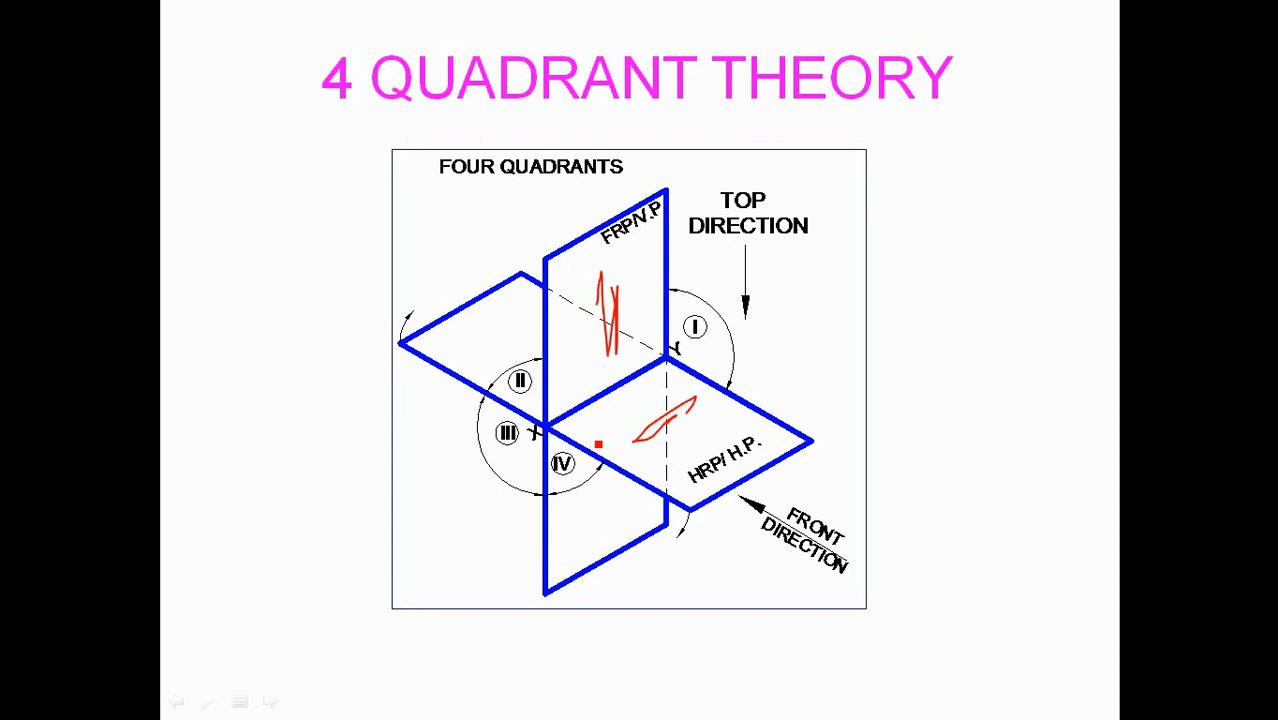 4 QUADRANT THEORY
FOUR QUADRANTS
FRP/V.P
TOP
DIRECTION
I
Y
II
III
X
IV
HRP/ H.P.
FRONT
DIRECTION